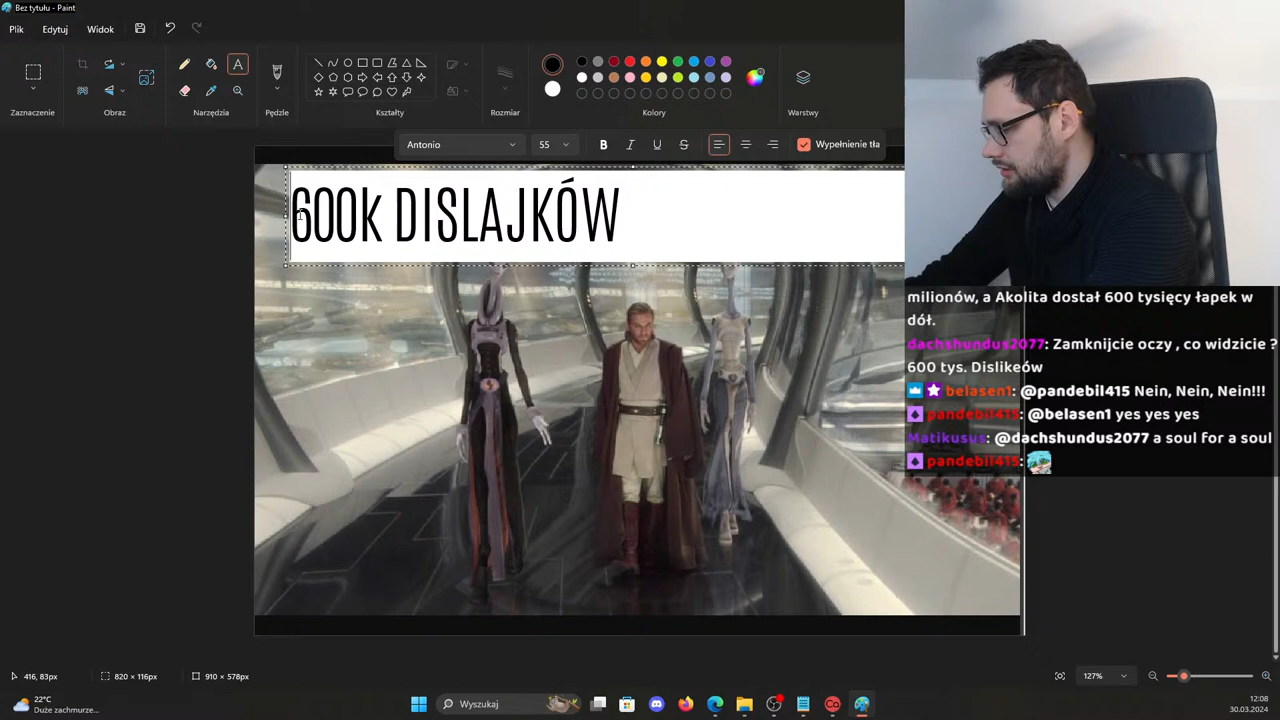 Bez tytułu - Paint
Plik Edytuj Widok
Zaznaczenie Obraz Narzędzia Pędzle Kształty Rozmiar Kolory Warstwy
Antonio 55 Wypełnienie tła
600k DISLAJKÓW
milionów, a Akolita dostał 600 tysięcy łapek w
dół.
dachshundus2077: Zamknijcie oczy , co widzicie ?
600 tys. Dislikeów
belasen1: @pandebil415 Nein, Nein, Nein!!!
pandebil415: @belasen1 yes yes yes
Matikusus: @dachshundus2077 a soul for a soul
pandebil415:
416, 83px 820 × 116px 910 × 578px 127%
22°C
Duże zachmurze...
Wyszukaj
12:08
30.03.2024